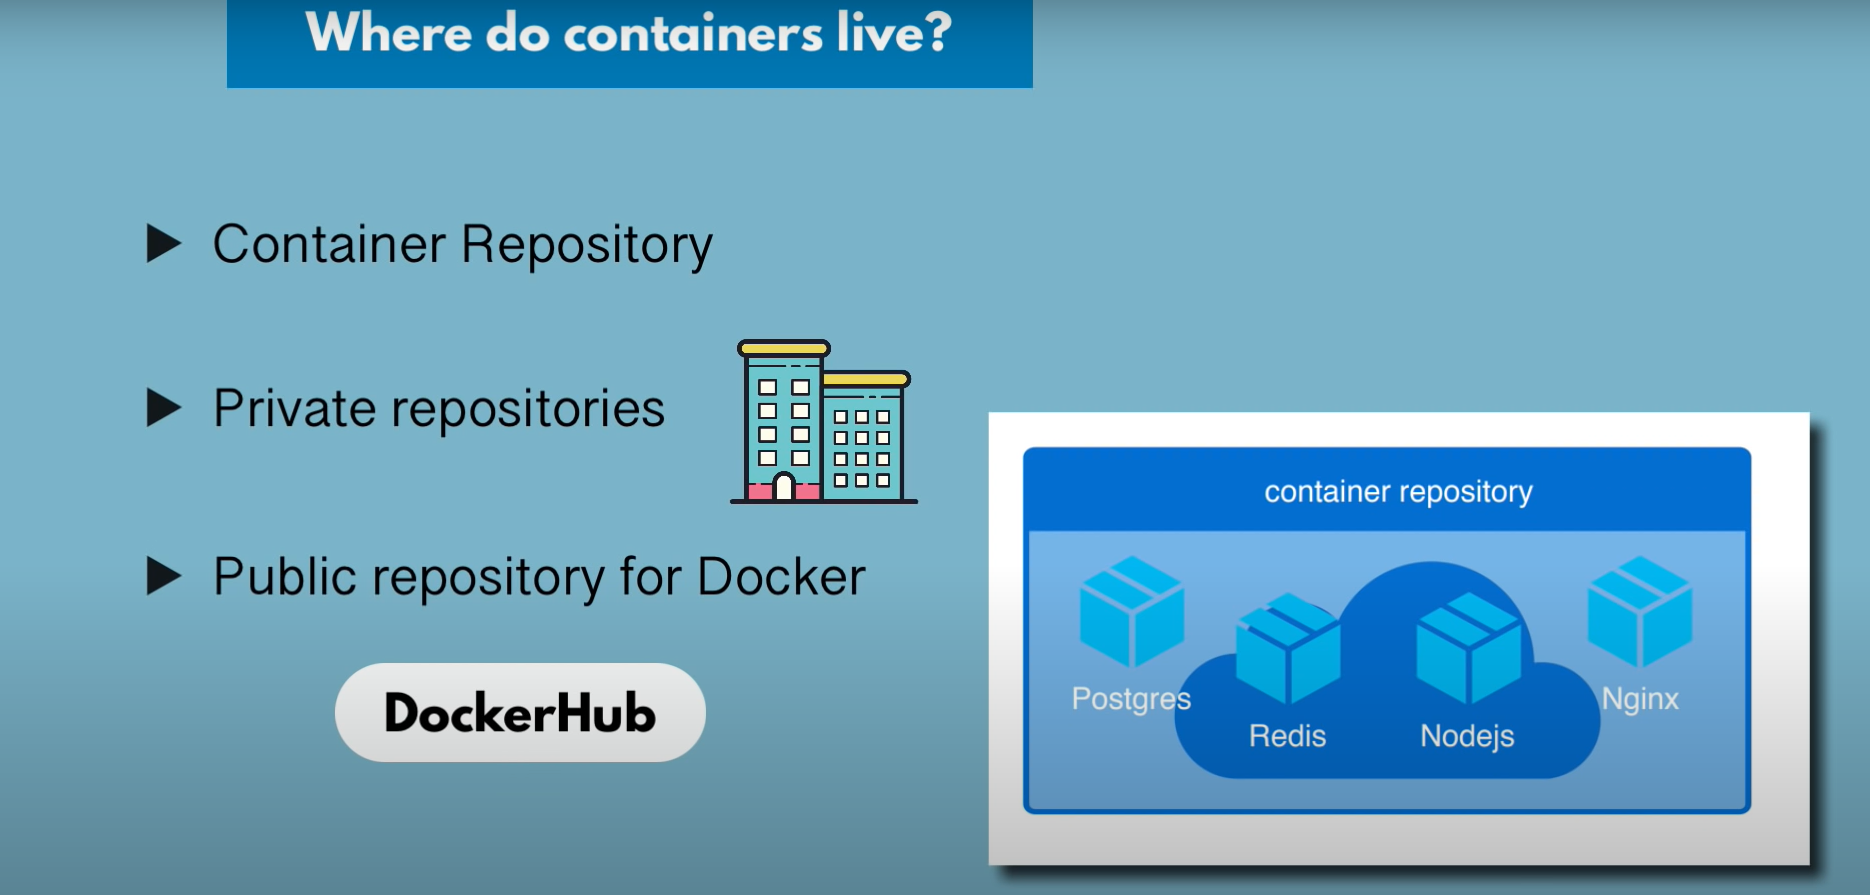 Where do containers live?
Container Repository
Private repositories
Public repository for Docker
DockerHub
container repository
Postgres
Redis
Nodejs
Nginx